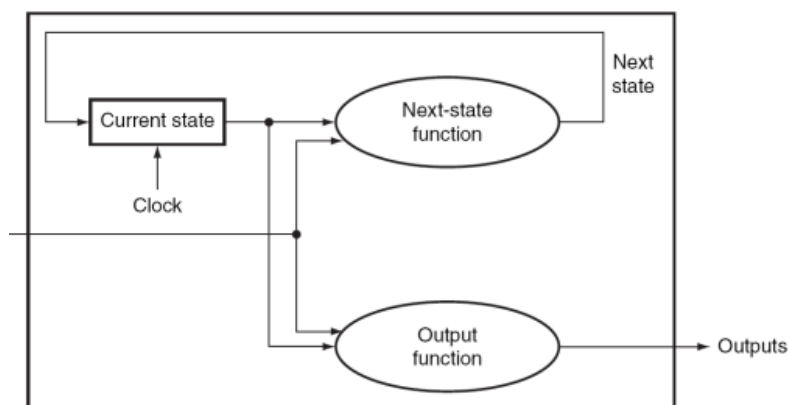 Next
state
Current state
Next-state
function
Clock
Output
function
Outputs